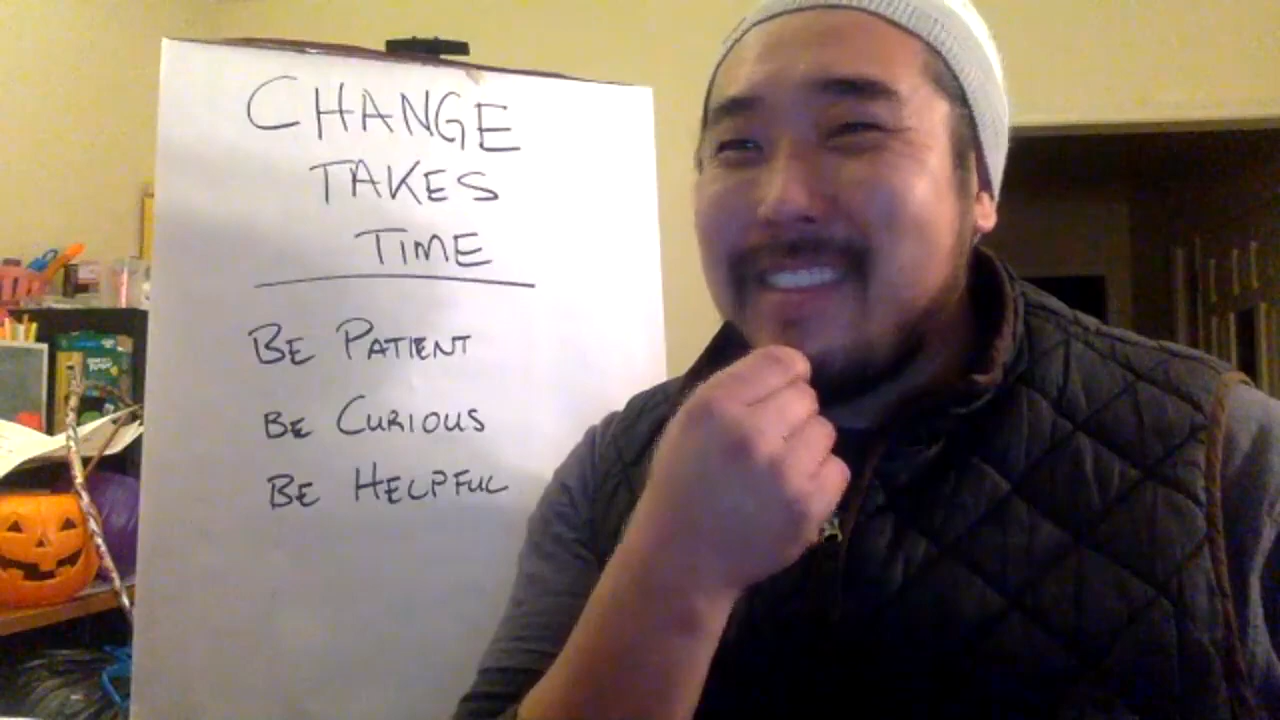 CHANGE
TAKES
TIME
BE PATIENT
BE CURIOUS
BE HELPFUL